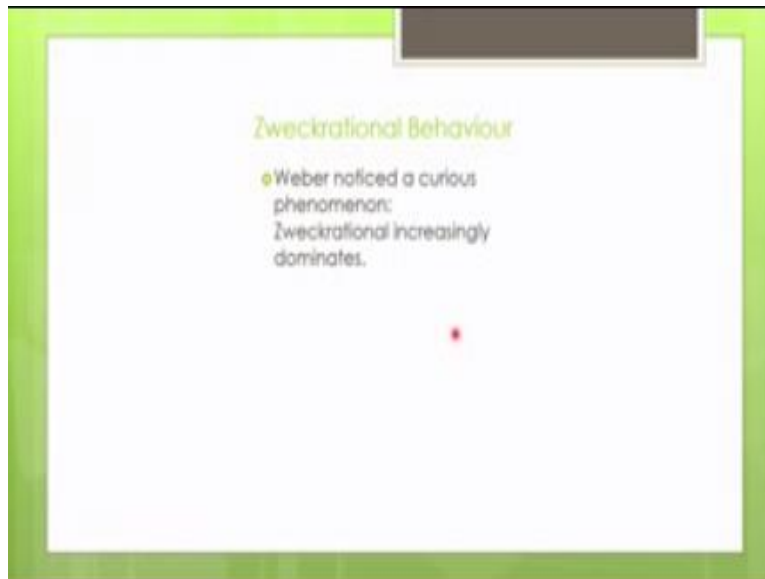 Zweckrational Behaviour
Weber noticed a curious
phenomenon:
Zweckrational increasingly
dominates.